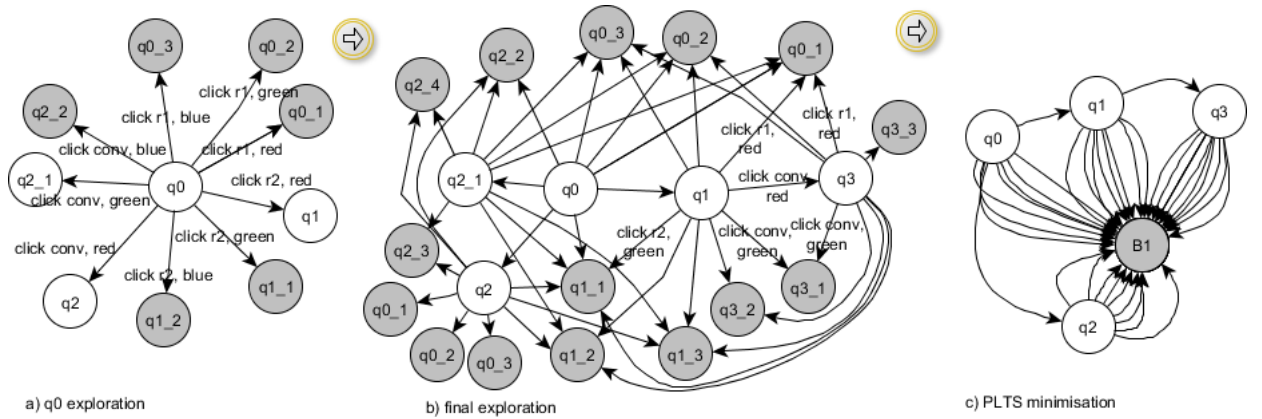 q0_3
q0_2
click r1, green
q2_2
q0_1
click r1, blue
click conv, blue
click r1, red
q2_1
q0
click r2, red
click conv, green
q1
click r2, green
click conv, red
click r2, blue
q2
q1_1
q1_2
a) q0 exploration
q0_3
q0_2
q0_1
q2_2
q2_4
click r1,
red
click r1,
red
q3_3
q2_1
q0
q1
click conv,
red
q3
click r2,
green
click conv,
green
click conv,
green
q2_3
q2
q1_1
q3_1
q0_1
q3_2
q0_2
q0_3
q1_2
q1_3
b) final exploration
q1
q3
q0
B1
q2
c) PLTS minimisation